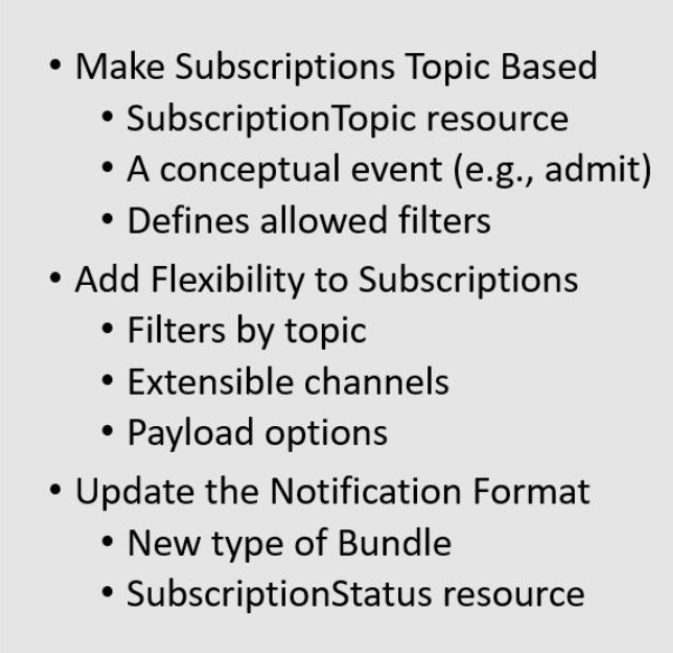 • Make Subscriptions Topic Based
• SubscriptionTopic resource
• A conceptual event (e.g., admit)
• Defines allowed filters
• Add Flexibility to Subscriptions
• Filters by topic
• Extensible channels
• Payload options
• Update the Notification Format
• New type of Bundle
• SubscriptionStatus resource